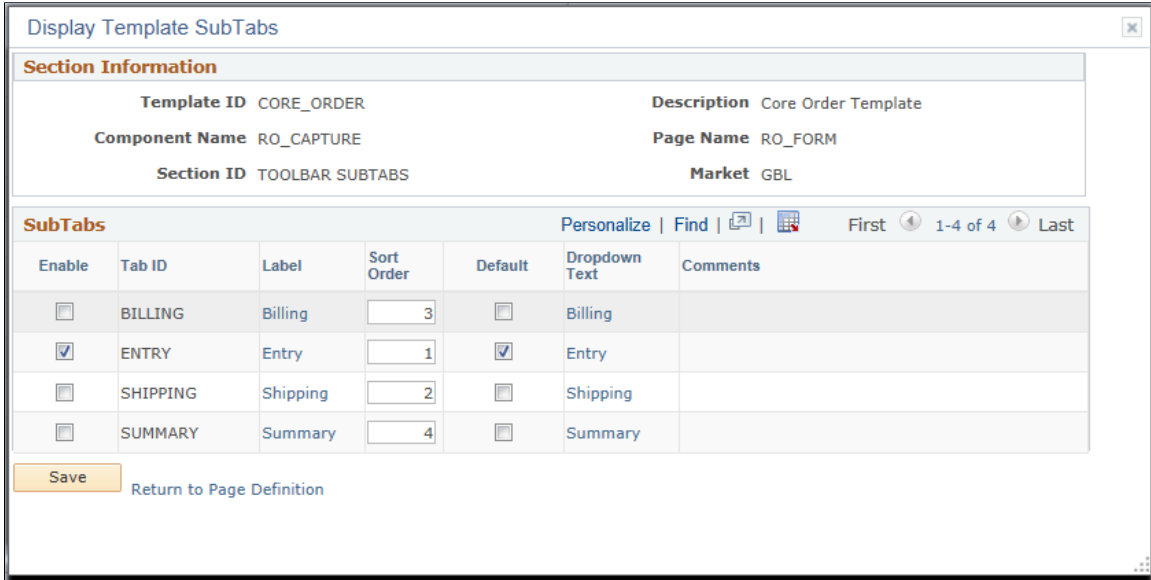 Display Template SubTabs
Section Information
Template ID CORE_ORDER Description Core Order Template
Component Name RO_CAPTURE Page Name RO_FORM
Section ID TOOLBAR SUBTABS Market GBL
SubTabs Personalize | Find | | First 1-4 of 4 Last
Enable Tab ID Label Sort Order Default Dropdown Text Comments
BILLING Billing 3 Billing
ENTRY Entry 1 Entry
SHIPPING Shipping 2 Shipping
SUMMARY Summary 4 Summary
Save Return to Page Definition